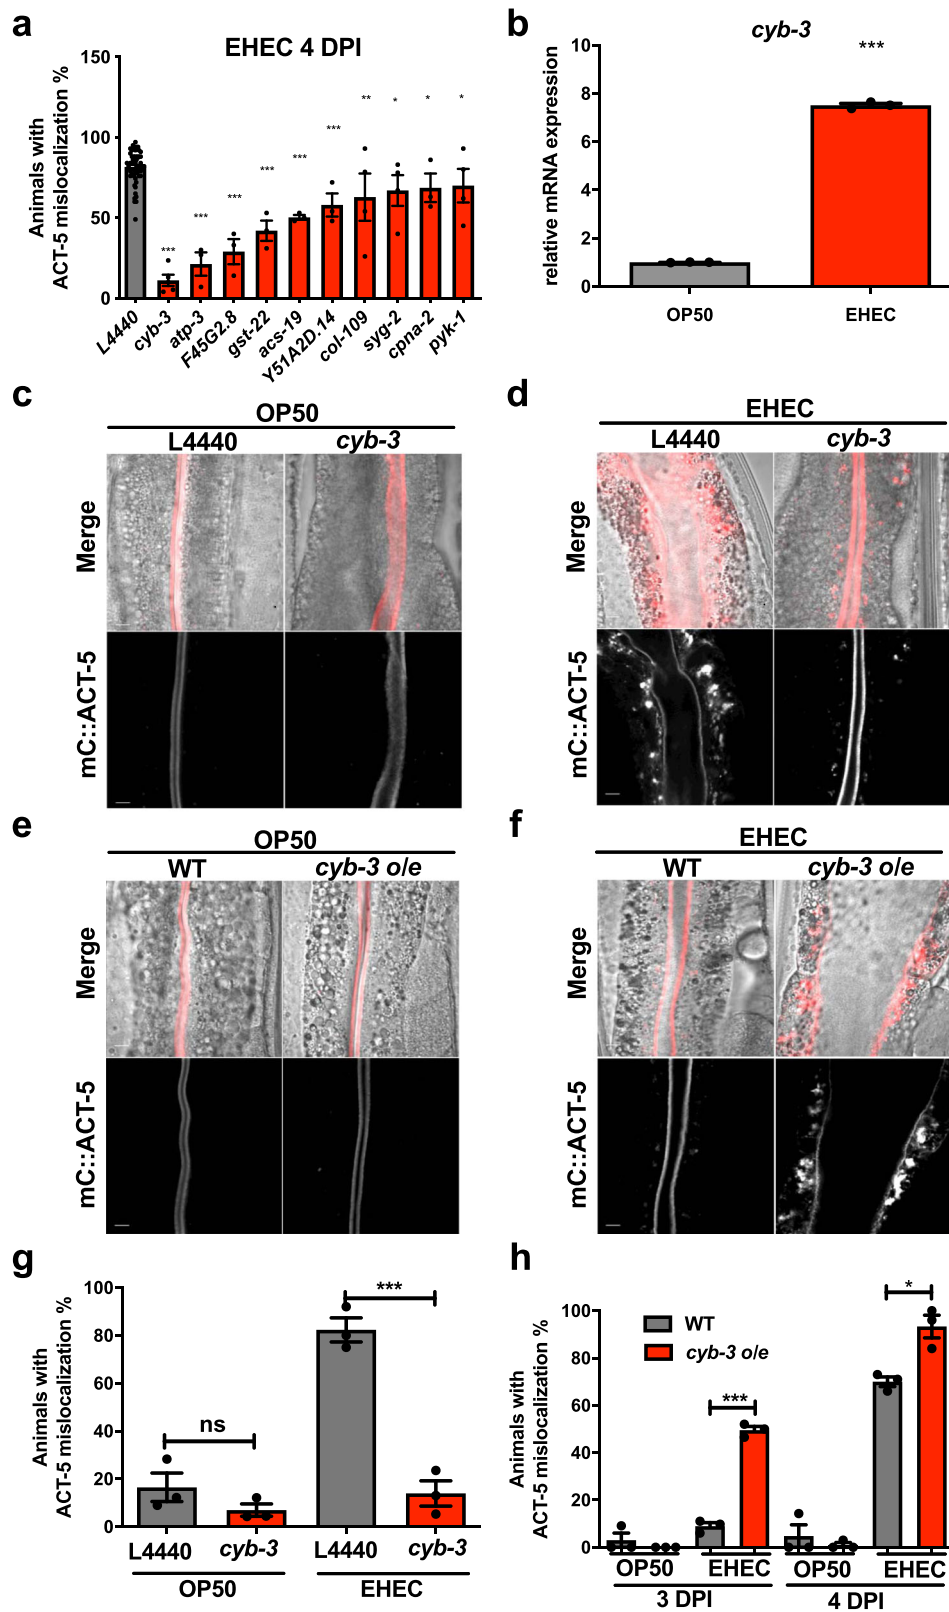 a
EHEC 4 DPI
Animals with
ACT-5 mislocalization %
150
100
50
0
***
***
***
***
***
***
**
*
*
*
L4440
cyb-3
atp-3
F45G2.8
gst-22
acs-19
Y51A2D.14
col-109
syg-2
cpna-2
pyk-1
b
cyb-3
relative mRNA expression
10
8
6
4
2
0
***
OP50
EHEC
c
OP50
L4440
cyb-3
Merge
mC::ACT-5
d
EHEC
L4440
cyb-3
Merge
mC::ACT-5
e
OP50
WT
cyb-3 o/e
Merge
mC::ACT-5
f
EHEC
WT
cyb-3 o/e
Merge
mC::ACT-5
g
Animals with
ACT-5 mislocalization %
100
80
60
40
20
0
ns
***
L4440
cyb-3
L4440
cyb-3
OP50
EHEC
h
Animals with
ACT-5 mislocalization %
100
80
60
40
20
0
WT
cyb-3 o/e
***
*
OP50
EHEC
OP50
EHEC
3 DPI
4 DPI